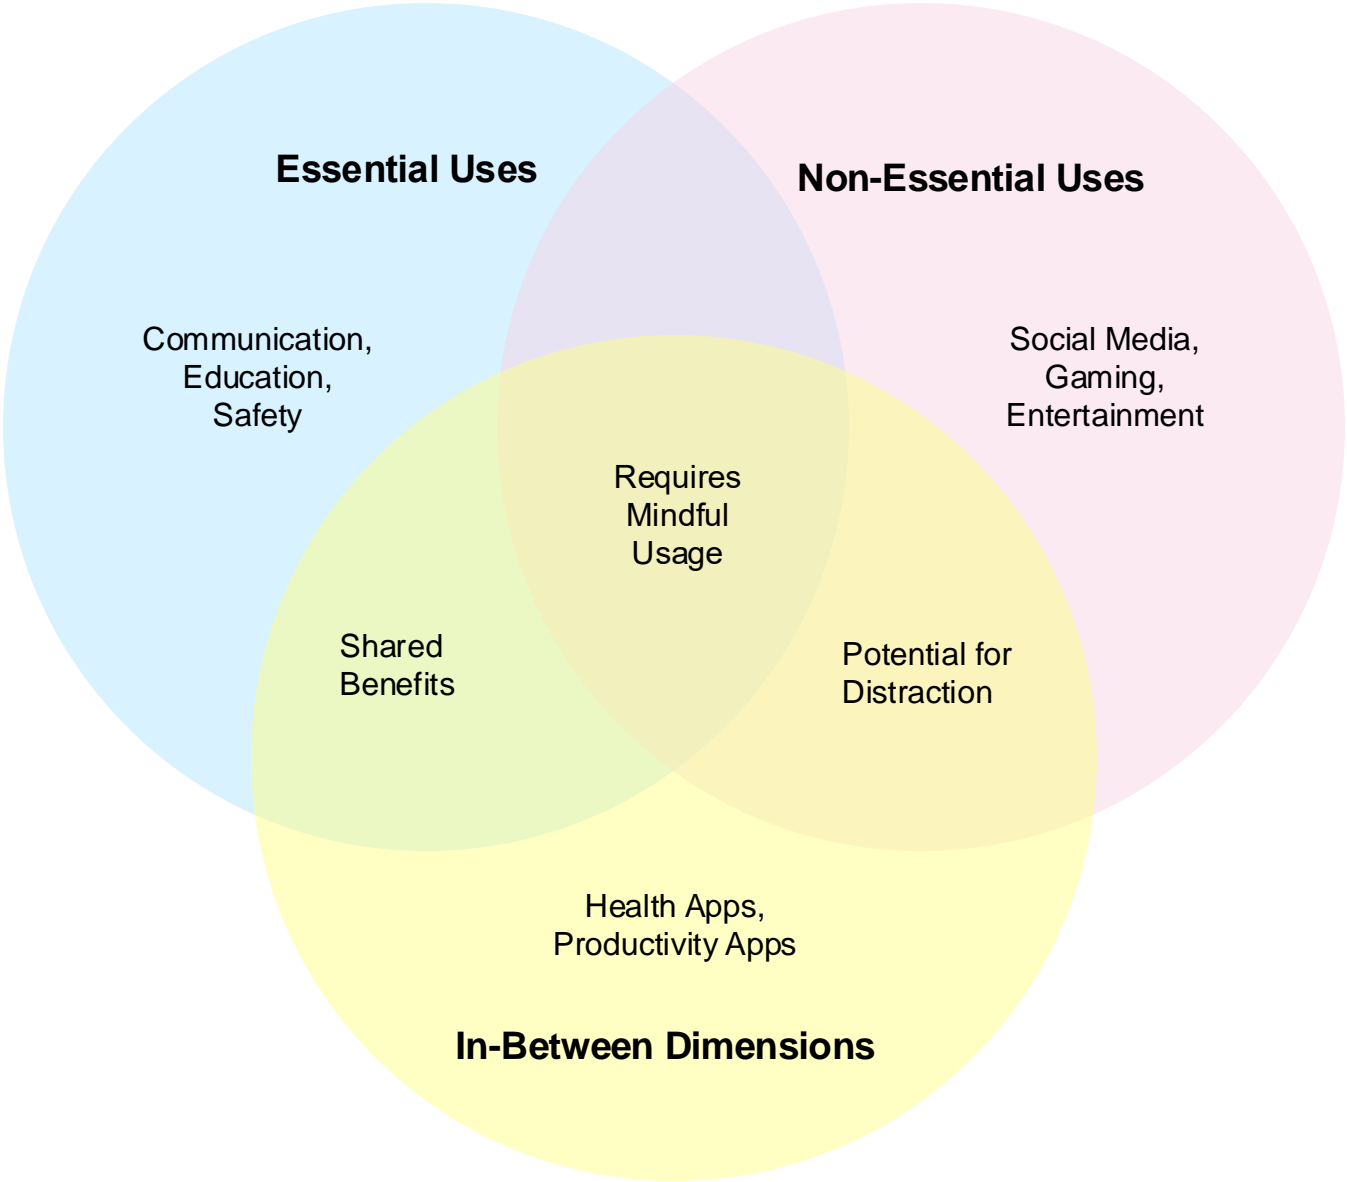 Essential Uses
Non-Essential Uses
Communication,
Education,
Safety
Social Media,
Gaming,
Entertainment
Requires
Mindful
Usage
Shared
Benefits
Potential for
Distraction
Health Apps,
Productivity Apps
In-Between Dimensions